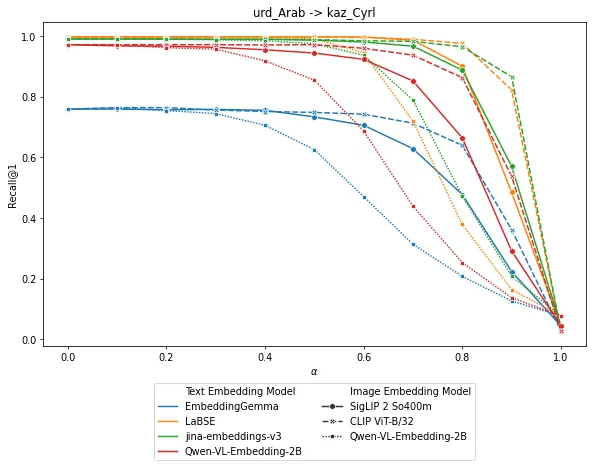 urd_Arab -> kaz_Cyrl
1.0
0.8
0.6
0.4
0.2
0.0
Recall@1
0.0 0.2 0.4 0.6 0.8 1.0
α
Text Embedding Model Image Embedding Model
EmbeddingGemma SigLIP 2 So400m
LaBSE CLIP ViT-B/32
jina-embeddings-v3 Qwen-VL-Embedding-2B
Qwen-VL-Embedding-2B